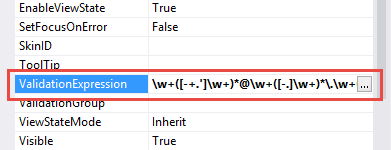 EnableViewState True
SetFocusOnError False
SkinID
ToolTip
ValidationExpression \w+([-+.']\w+)*@\w+([-.]\w+)*\.\w+ ...
ValidationGroup
ViewStateMode Inherit
Visible True